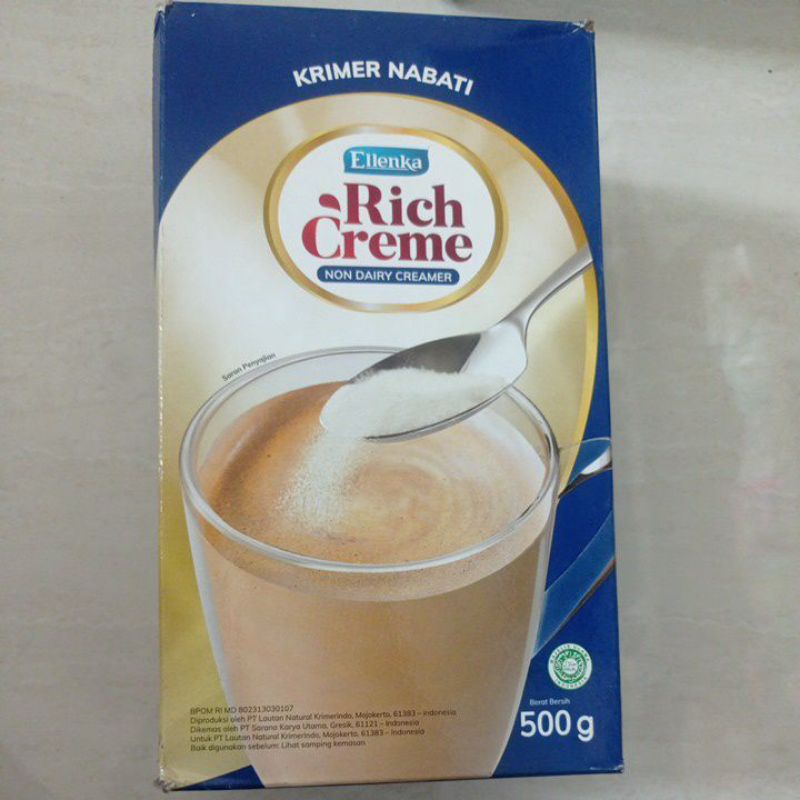 KRIMER NABATI
Ellenka
Rich
Creme
NON DAIRY CREAMER
Saran Penyajian
BPOM RI MD 802313030107
Diproduksi oleh PT Lautan Natural Krimerindo, Mojokerto, 61383 – Indonesia
Dikemas oleh PT Sarana Karya Utama, Gresik, 61121 – Indonesia
Untuk PT Lautan Natural Krimerindo, Mojokerto, 61383 – Indonesia
Baik digunakan sebelum: Lihat samping kemasan
Berat Bersih
500 g